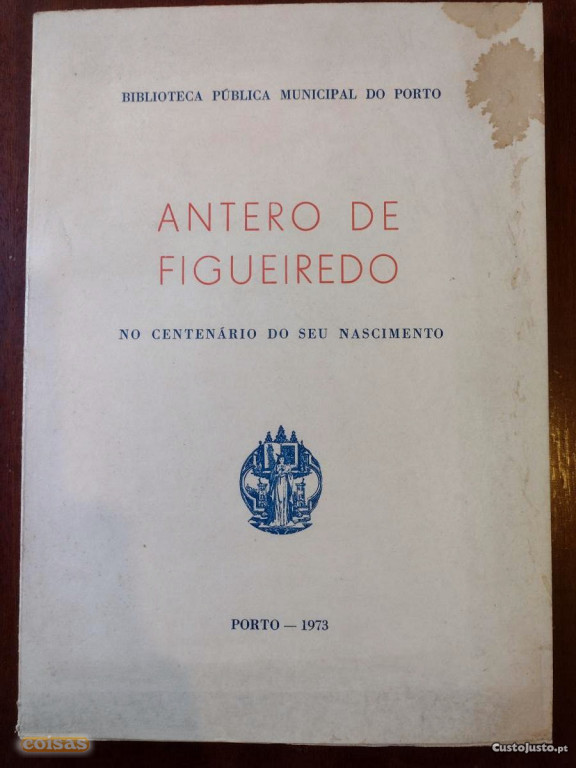 BIBLIOTECA PÚBLICA MUNICIPAL DO PORTO
ANTERO DE
FIGUEIREDO
NO CENTENÁRIO DO SEU NASCIMENTO
PORTO — 1973
coisas
CustoJusto.pt